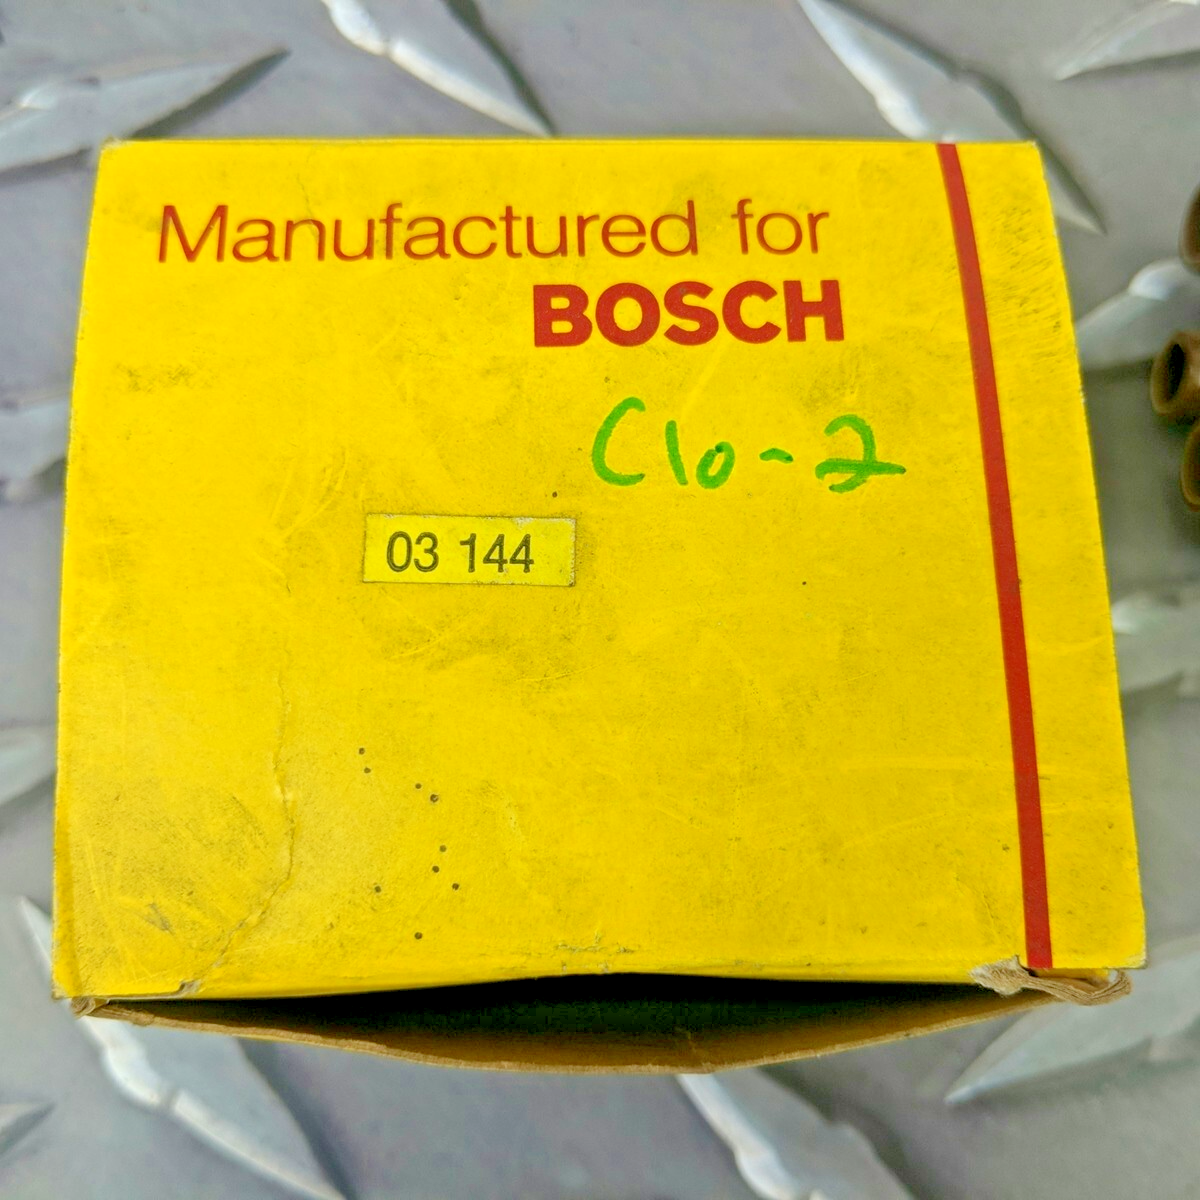 Manufactured for
BOSCH
C10-2
03 144